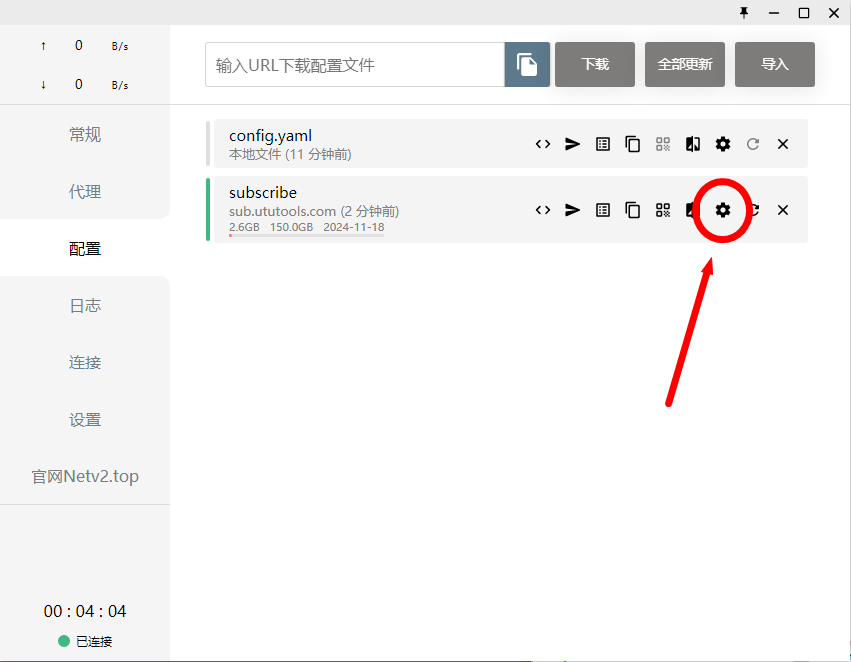 ↑ 0 B/s
↓ 0 B/s
常规
代理
配置
日志
连接
设置
官网Netv2.top
00 : 04 : 04
已连接
输入URL下载配置文件
下载
全部更新
导入
config.yaml
本地文件 (11 分钟前)
subscribe
sub.ututools.com (2 分钟前)
2.6GB 150.0GB 2024-11-18